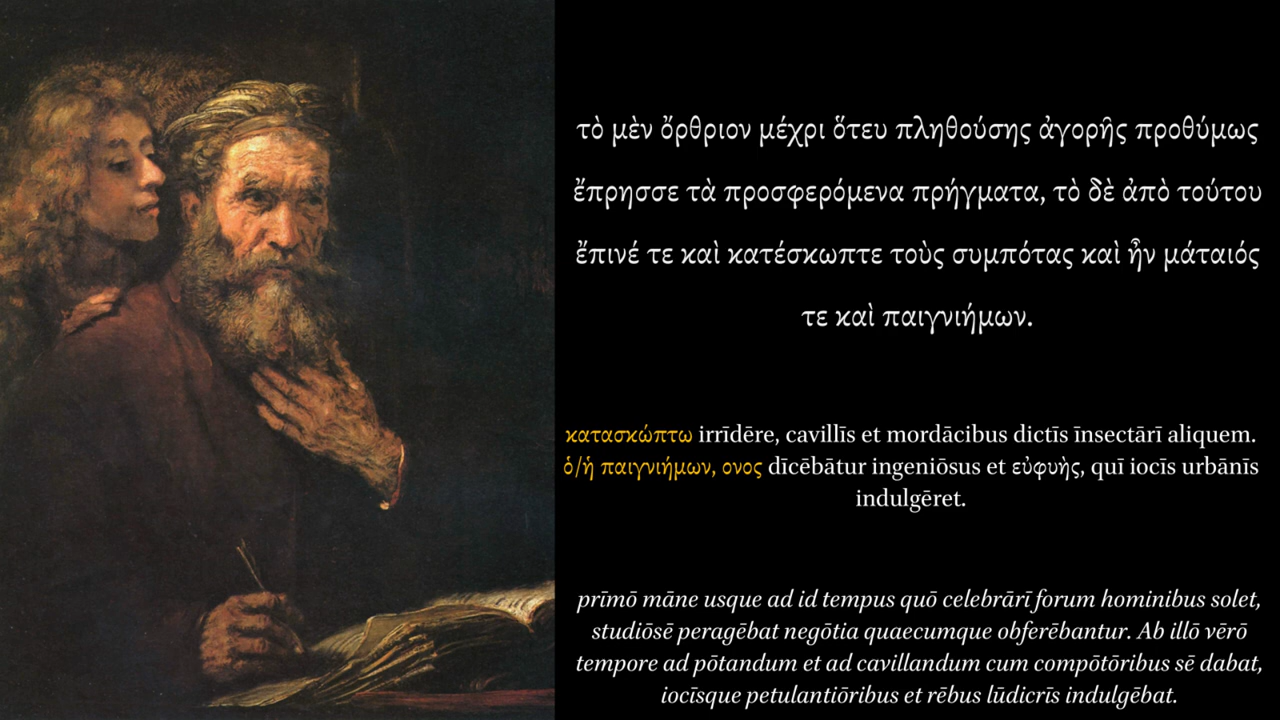 τὸ μὲν ὄρθριον μέχρι ὅτευ πληθούσης ἀγορῆς προθύμως
ἔπρησσε τὰ προσφερόμενα πρήγματα, τὸ δὲ ἀπὸ τούτου
ἔπινέ τε καὶ κατέσκωπτε τοὺς συμπότας καὶ ἦν μάταιός
τε καὶ παιγνιήμων.
κατασκώπτω irrīdēre, cavillīs et mordācibus dictīs īnsectārī aliquem.
ὁ/ἡ παιγνιήμων, ονος dīcēbātur ingeniōsus et εὐφυὴς, quī iocīs urbānīs
indulgēret.
prīmō māne usque ad id tempus quō celebrārī forum hominibus solet,
studiōsē peragēbat negōtia quaecumque obferēbantur. Ab illō vērō
tempore ad pōtandum et ad cavillandum cum compōtōribus sē dabat,
iocīsque petulantiōribus et rēbus lūdicrīs indulgēbat.